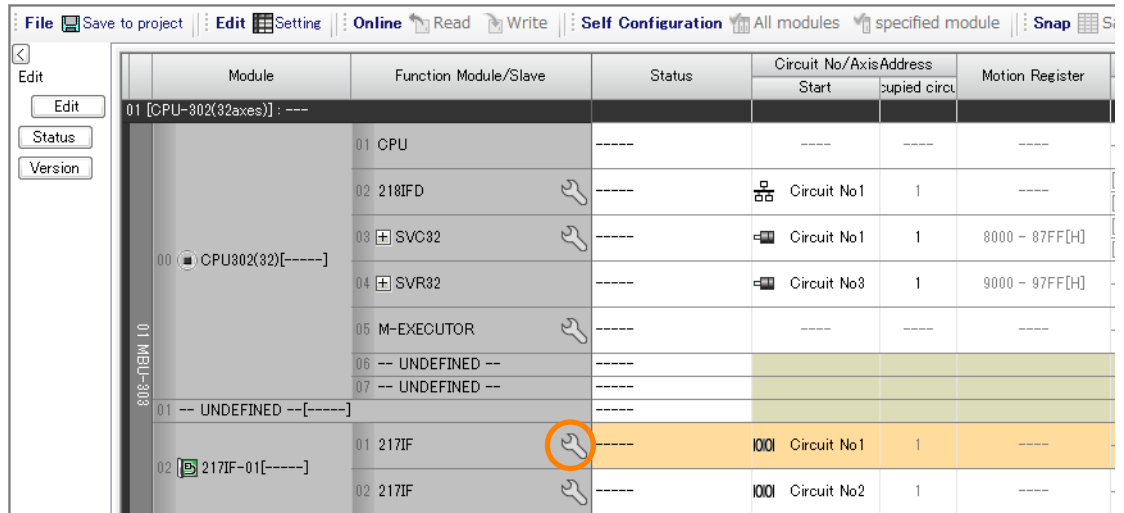 File Save to project Edit Setting Online Read Write Self Configuration All modules specified module Snap
Edit
Edit
Status
Version
Module Function Module/Slave Status Circuit No/AxisAddress Motion Register
Start cupied circu
01 [CPU-302(32axes)] : ---
01 MBU-303
00 CPU302(32)[-----]
01 CPU ----- ---- ---- ----
02 218IFD ----- Circuit No1 1 ----
03 + SVC32 ----- Circuit No1 1 8000 - 87FF[H]
04 + SVR32 ----- Circuit No3 1 9000 - 97FF[H]
05 M-EXECUTOR ----- ---- ---- ----
06 -- UNDEFINED -- -----
07 -- UNDEFINED -- -----
01 -- UNDEFINED --[-----] -----
02 217IF-01[-----]
01 217IF ----- Circuit No1 1 ----
02 217IF ----- Circuit No2 1 ----